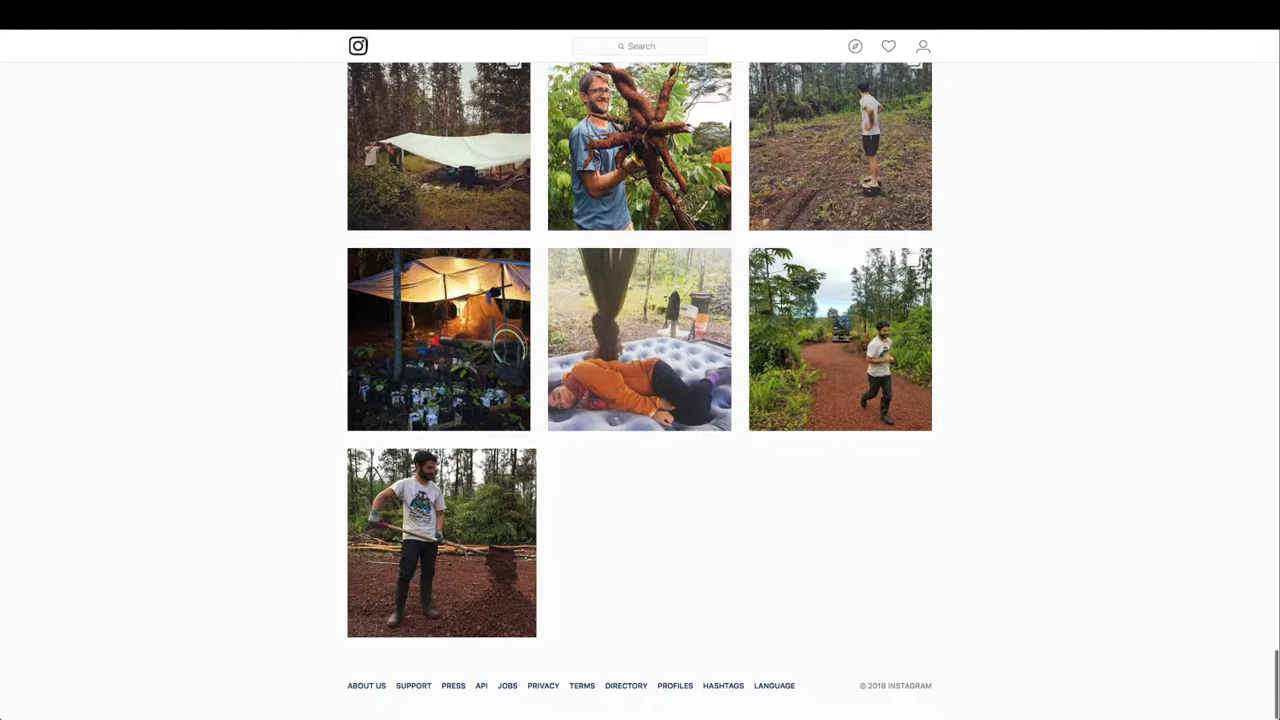 Search
ABOUT US SUPPORT PRESS API JOBS PRIVACY TERMS DIRECTORY PROFILES HASHTAGS LANGUAGE © 2018 INSTAGRAM